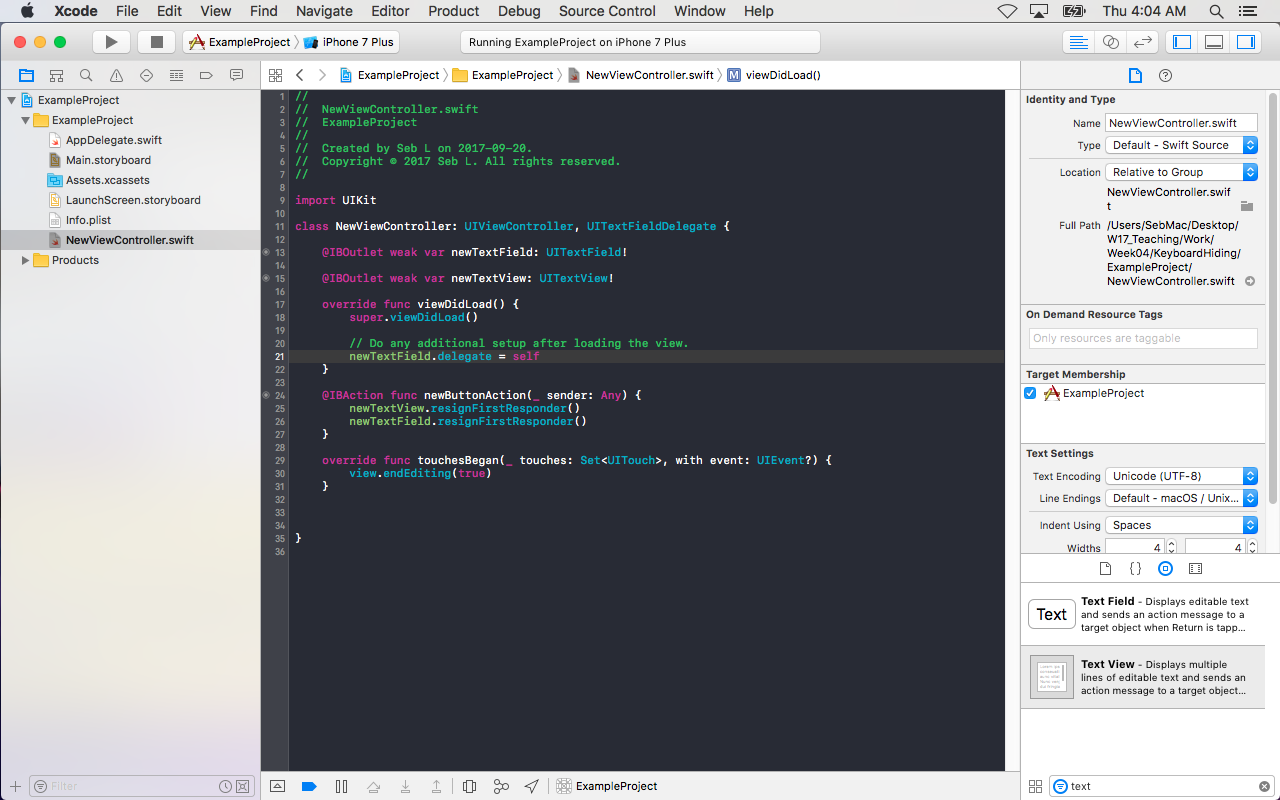 Xcode File Edit View Find Navigate Editor Product Debug Source Control Window Help Thu 4:04 AM
ExampleProject iPhone 7 Plus Running ExampleProject on iPhone 7 Plus
ExampleProject ExampleProject NewViewController.swift M viewDidLoad()
ExampleProject
ExampleProject
AppDelegate.swift
Main.storyboard
Assets.xcassets
LaunchScreen.storyboard
Info.plist
NewViewController.swift
Products
Filter
1 //
2 //  NewViewController.swift
3 //  ExampleProject
4 //
5 //  Created by Seb L on 2017-09-20.
6 //  Copyright © 2017 Seb L. All rights reserved.
7 //
8
9 import UIKit
10
11 class NewViewController: UIViewController, UITextFieldDelegate {
12
13     @IBOutlet weak var newTextField: UITextField!
14
15     @IBOutlet weak var newTextView: UITextView!
16
17     override func viewDidLoad() {
18         super.viewDidLoad()
19
20         // Do any additional setup after loading the view.
21         newTextField.delegate = self
22     }
23
24     @IBAction func newButtonAction(_ sender: Any) {
25         newTextView.resignFirstResponder()
26         newTextField.resignFirstResponder()
27     }
28
29     override func touchesBegan(_ touches: Set<UITouch>, with event: UIEvent?) {
30         view.endEditing(true)
31     }
32
33
34
35 }
36
ExampleProject
Identity and Type
Name NewViewController.swift
Type Default - Swift Source
Location Relative to Group
NewViewController.swif
t
Full Path /Users/SebMac/Desktop/
W17_Teaching/Work/
Week04/KeyboardHiding/
ExampleProject/
NewViewController.swift
On Demand Resource Tags
Only resources are taggable
Target Membership
ExampleProject
Text Settings
Text Encoding Unicode (UTF-8)
Line Endings Default - macOS / Unix...
Indent Using Spaces
Widths 4 4
{}
Text
Text Field - Displays editable text
and sends an action message to a
target object when Return is tapp...
Text View - Displays multiple
lines of editable text and sends an
action message to a target object...
text